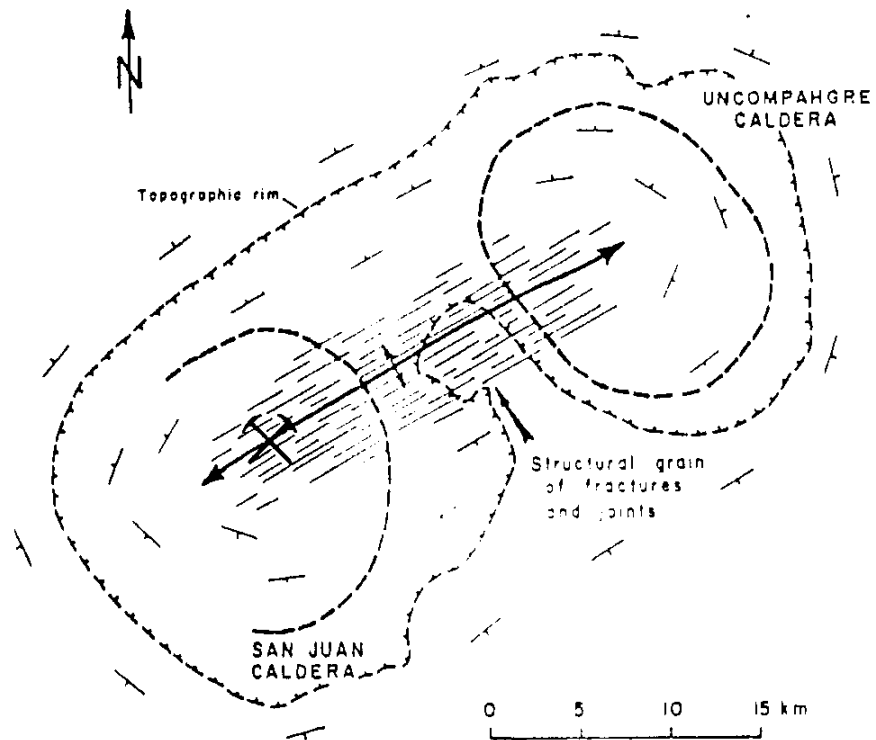 N
UNCOMPAHGRE
CALDERA
Topographic rim
Structural grain
of fractures
and joints
SAN JUAN
CALDERA
0 5 10 15 km